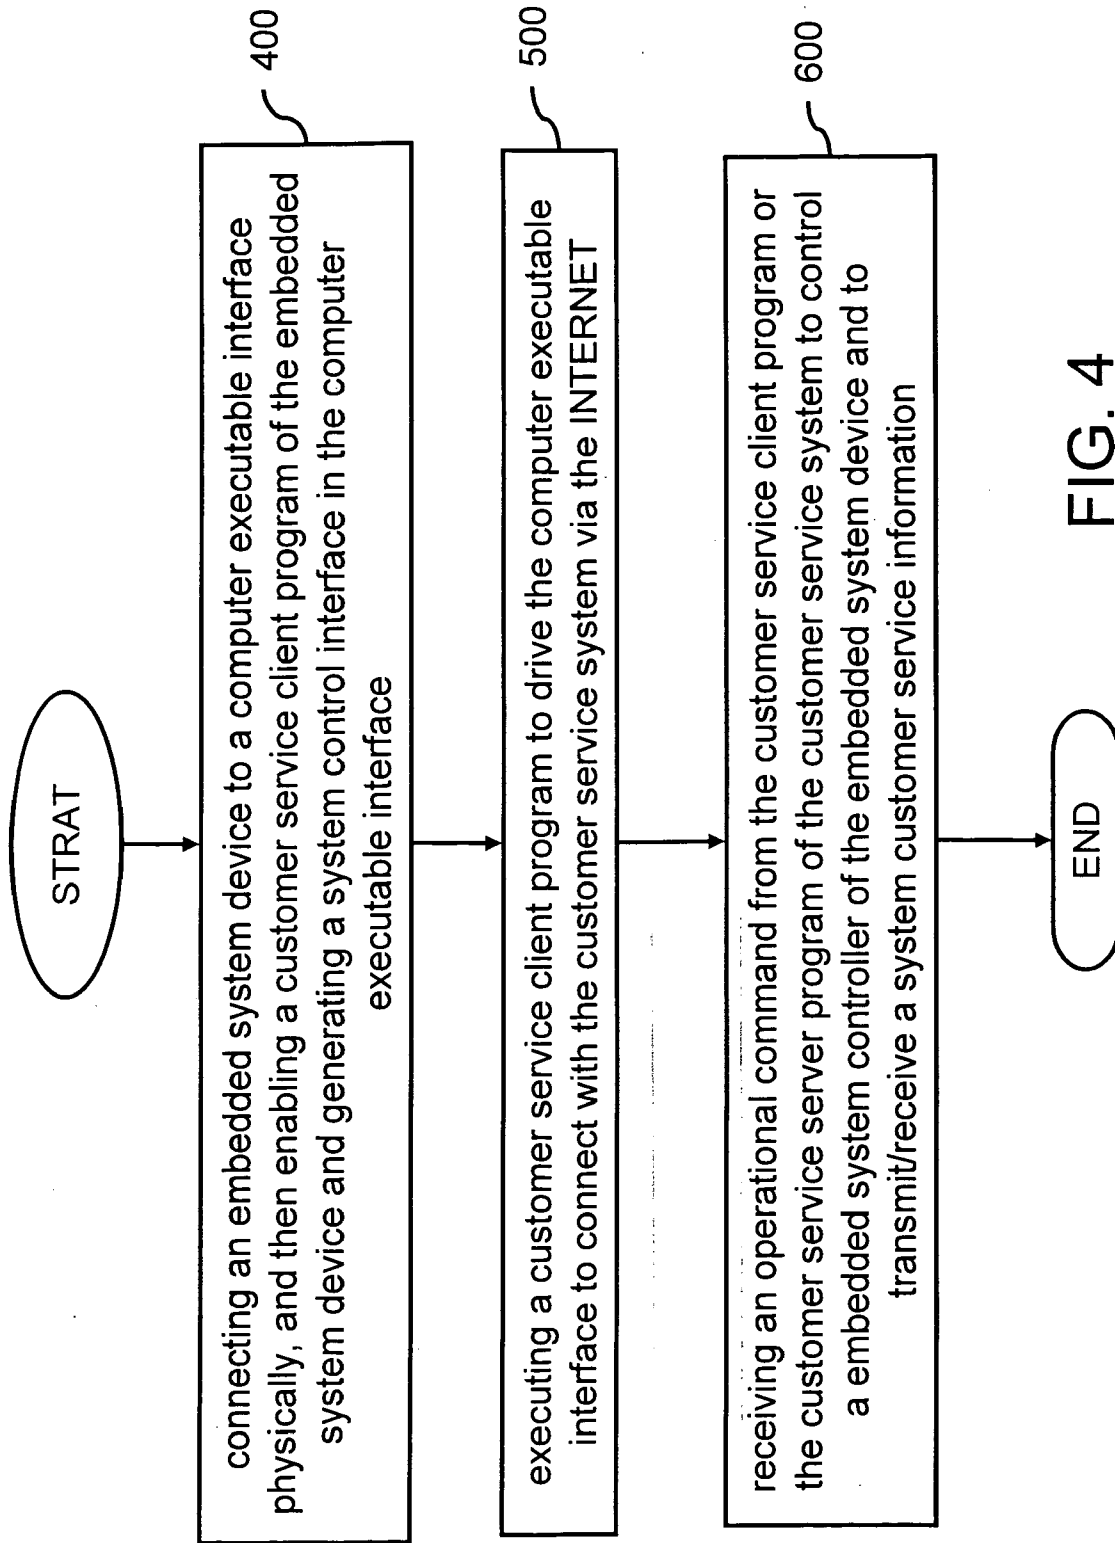 STRAT
400
connecting an embedded system device to a computer executable interface
physically, and then enabling a customer service client program of the embedded
system device and generating a system control interface in the computer
executable interface
500
executing a customer service client program to drive the computer executable
interface to connect with the customer service system via the INTERNET
600
receiving an operational command from the customer service client program or
the customer service server program of the customer service system to control
a embedded system controller of the embedded system device and to
transmit/receive a system customer service information
END
FIG. 4